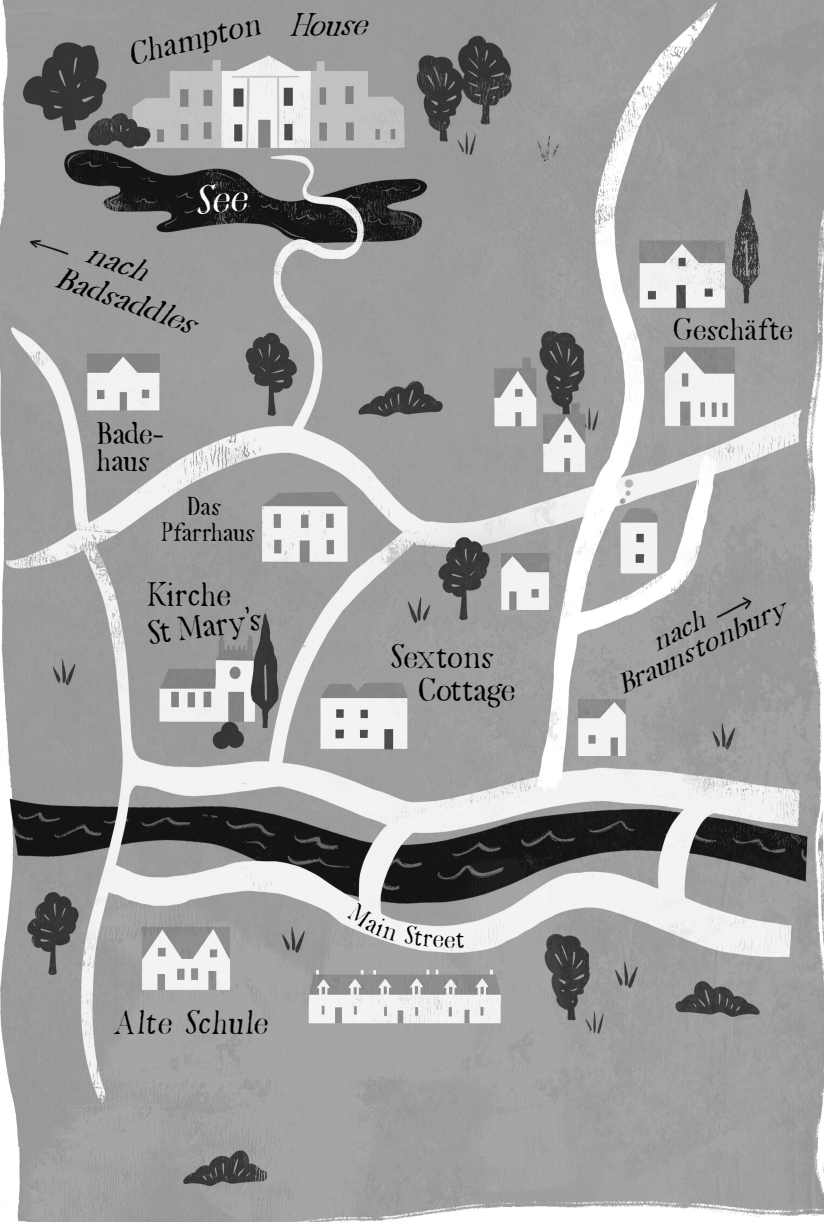 Champton House
See
nach
Badsaddles
Geschäfte
Bade-
haus
Das
Pfarrhaus
Kirche
St Mary's
nach
Braunstonbury
Sextons
Cottage
Main Street
Alte Schule